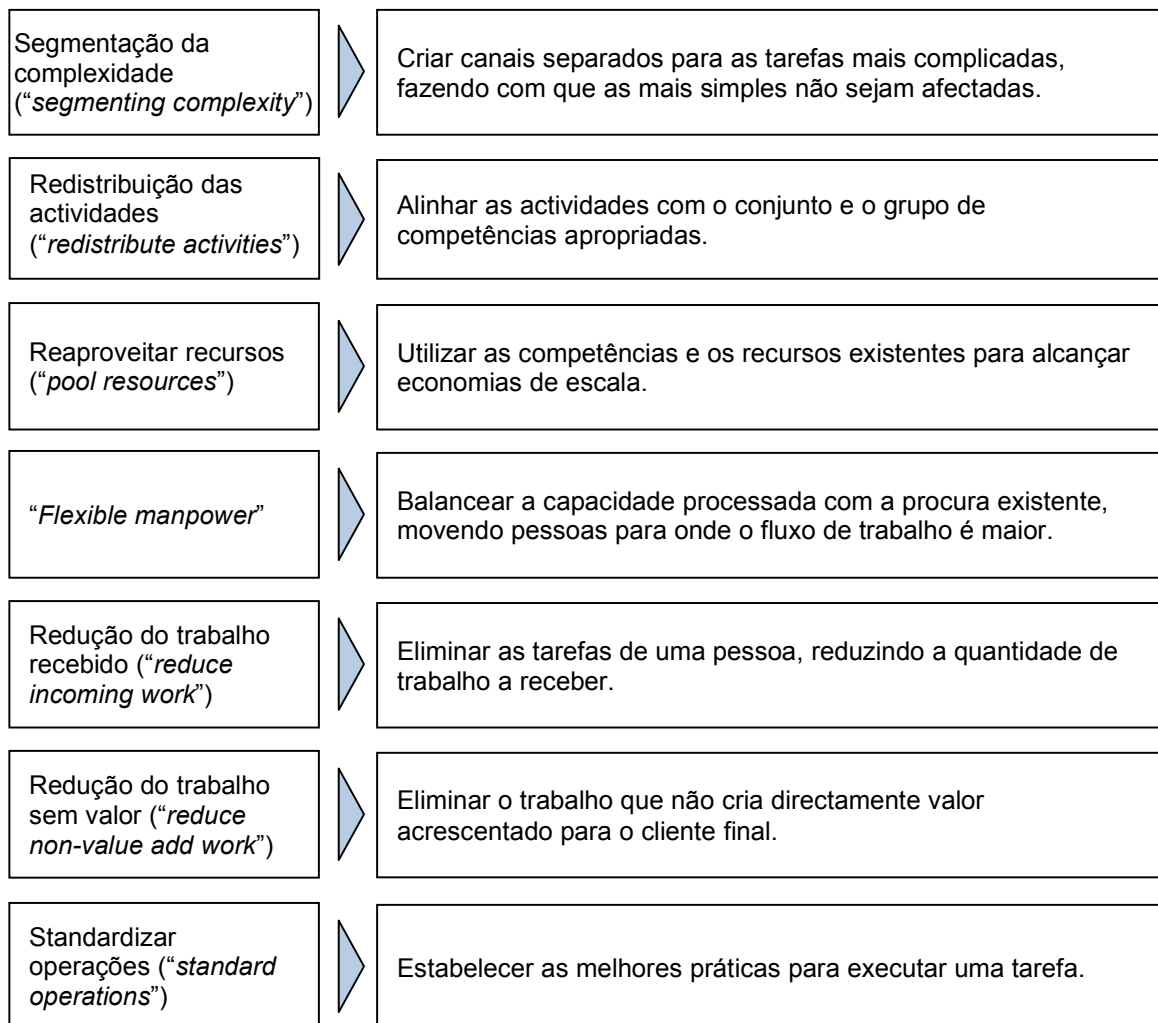 Segmentação da
complexidade
(“segmenting complexity”)
Criar canais separados para as tarefas mais complicadas,
fazendo com que as mais simples não sejam afectadas.
Redistribuição das
actividades
(“redistribute activities”)
Alinhar as actividades com o conjunto e o grupo de
competências apropriadas.
Reaproveitar recursos
(“pool resources”)
Utilizar as competências e os recursos existentes para alcançar
economias de escala.
“Flexible manpower”
Balancear a capacidade processada com a procura existente,
movendo pessoas para onde o fluxo de trabalho é maior.
Redução do trabalho
recebido (“reduce
incoming work”)
Eliminar as tarefas de uma pessoa, reduzindo a quantidade de
trabalho a receber.
Redução do trabalho
sem valor (“reduce
non-value add work”)
Eliminar o trabalho que não cria directamente valor
acrescentado para o cliente final.
Standardizar
operações (“standard
operations”)
Estabelecer as melhores práticas para executar uma tarefa.